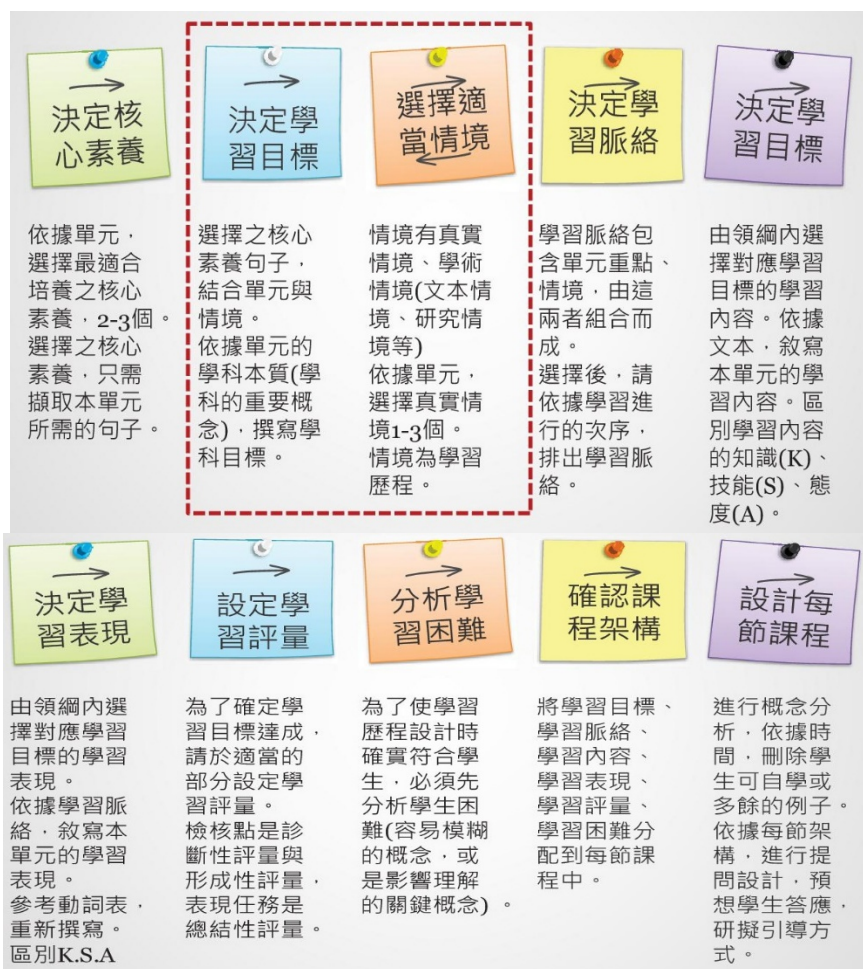 決定核
心素養
依據單元，
選擇最適合
培養之核心
素養，2-3個。
選擇之核心
素養，只需
擷取本單元
所需的句子。
決定學
習目標
選擇之核心
素養句子，
結合單元與
情境。
依據單元的
學科本質(學
科的重要概
念)，撰寫學
科目標。
選擇適
當情境
情境有真實
情境、學術
情境(文本情
境、研究情
境等)
依據單元，
選擇真實情
境1-3個。
情境為學習
歷程。
決定學
習脈絡
學習脈絡包
含單元重點、
情境，由這
兩者組合而
成。
選擇後，請
依據學習進
行的次序，
排出學習脈
絡。
決定學
習目標
由領綱內選
擇對應學習
目標的學習
內容。依據
文本，敘寫
本單元的學
習內容。區
別學習內容
的知識(K)、
技能(S)、態
度(A)。
決定學
習表現
由領綱內選
擇對應學習
目標的學習
表現。
依據學習脈
絡，敘寫本
單元的學習
表現。
參考動詞表，
重新撰寫。
區別K.S.A
設定學
習評量
為了確定學
習目標達成，
請於適當的
部分設定學
習評量。
檢核點是診
斷性評量與
形成性評量，
表現任務是
總結性評量。
分析學
習困難
為了使學習
歷程設計時
確實符合學
生，必須先
分析學生困
難(容易模糊
的概念，或
是影響理解
的關鍵概念)。
確認課
程架構
將學習目標、
學習脈絡、
學習內容、
學習表現、
學習評量、
學習困難分
配到每節課
程中。
設計每
節課程
進行概念分
析，依據時
間，刪除學
生可自學或
多餘的例子。
依據每節架
構，進行提
問設計，預
想學生答應，
研擬引導方
式。